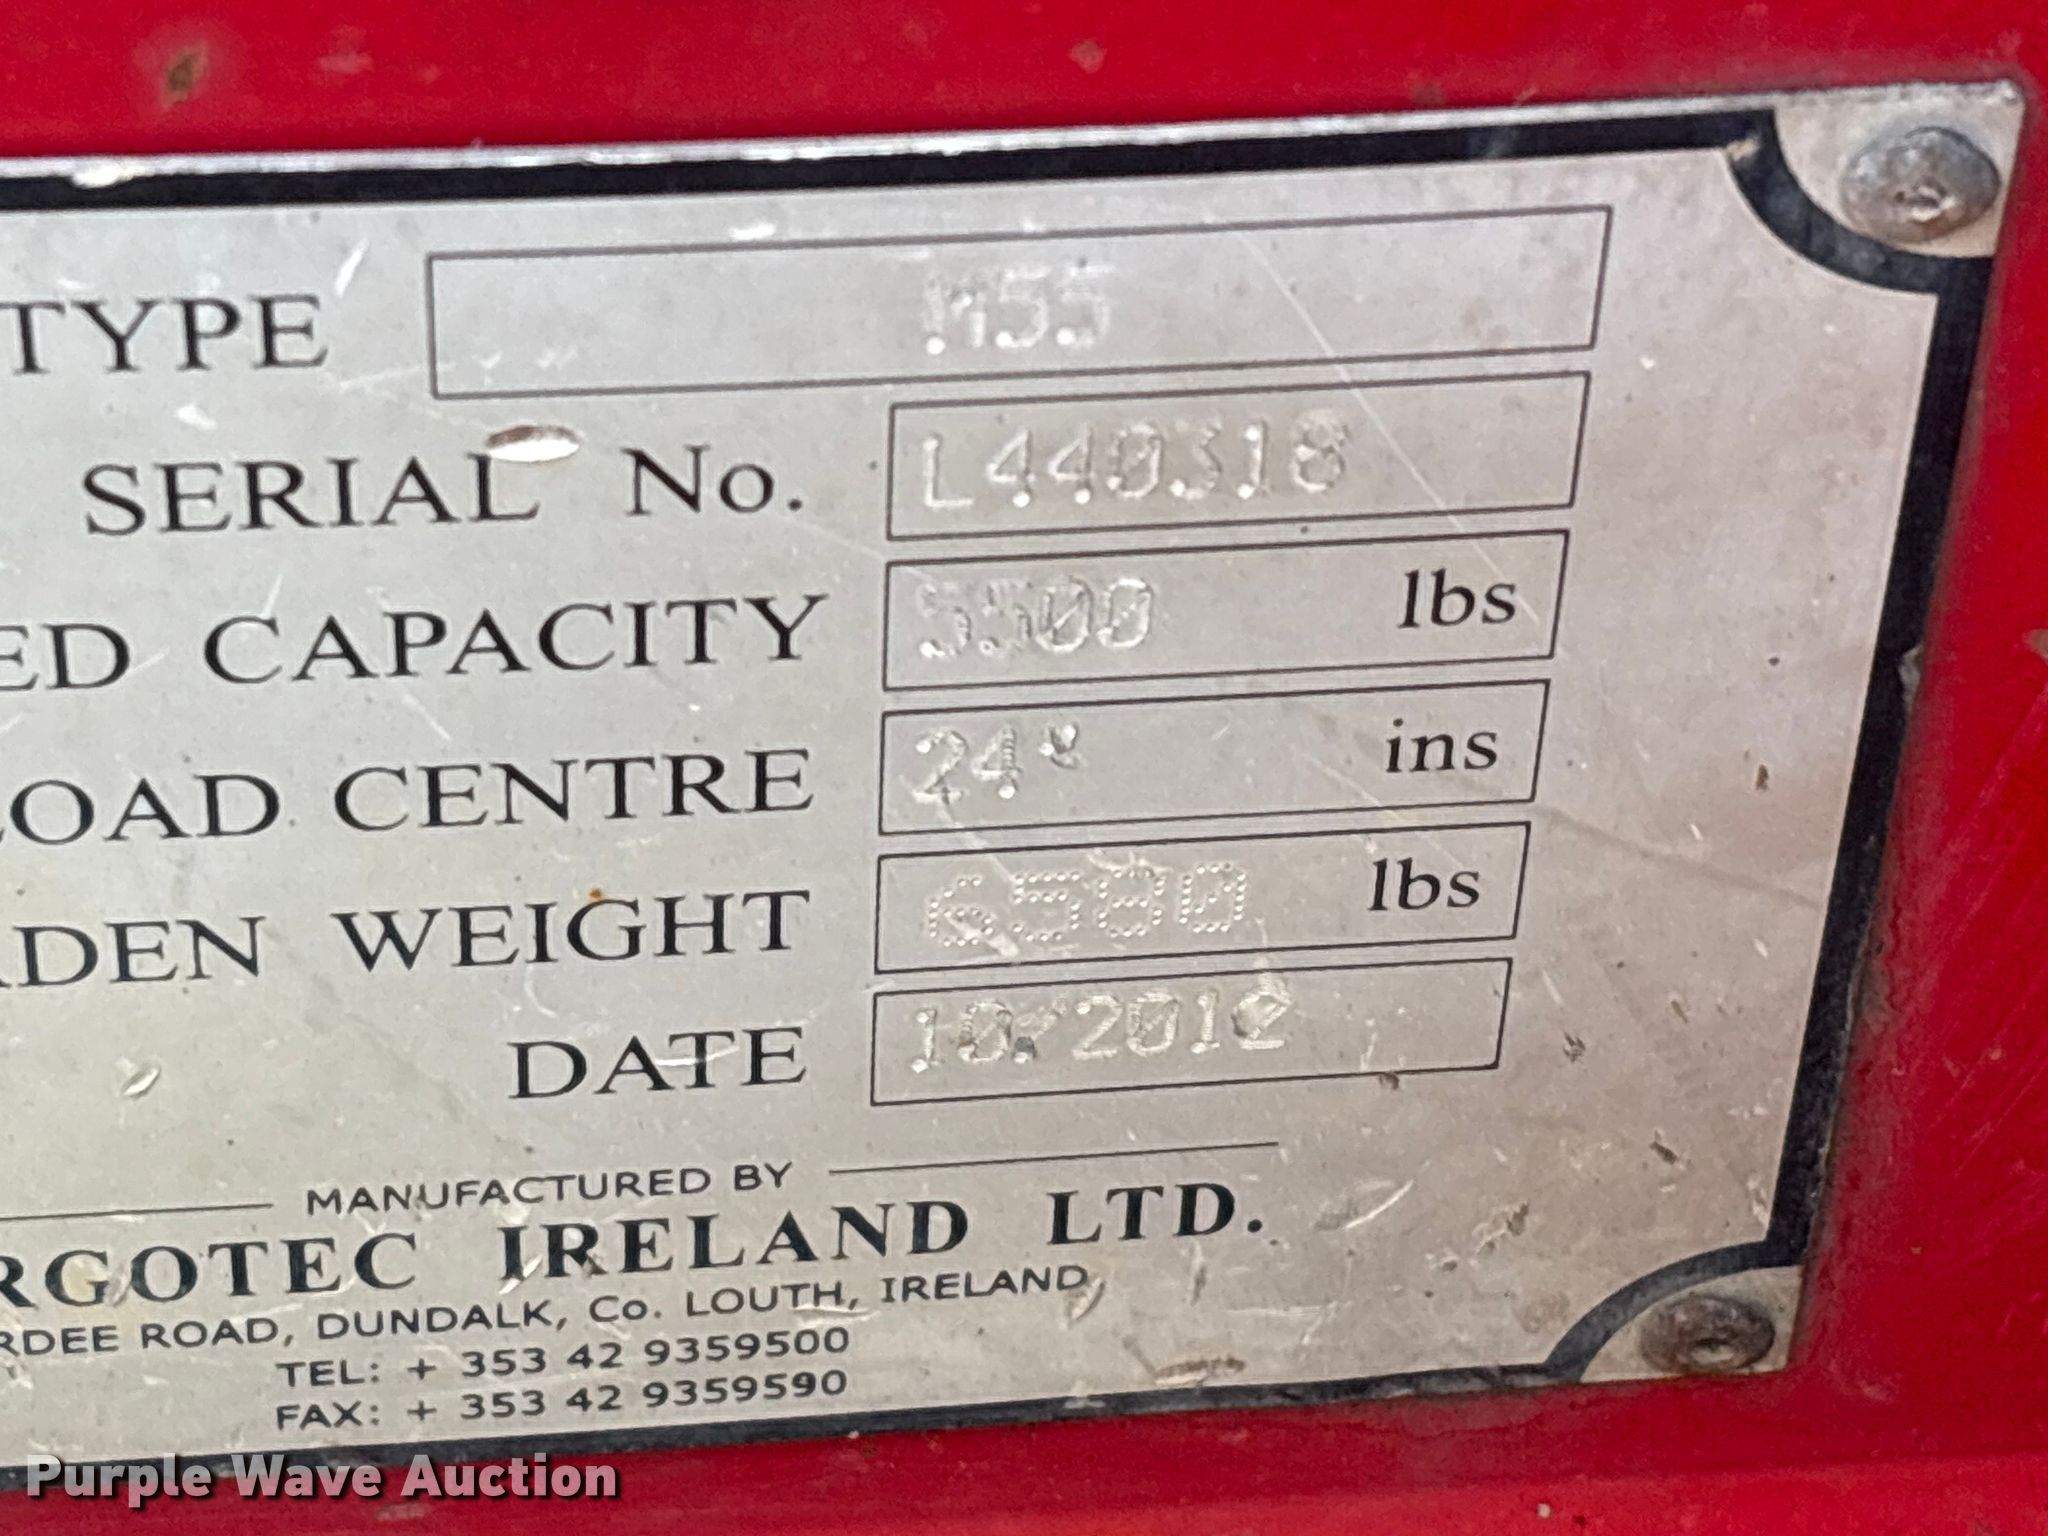 TYPE M55
SERIAL No. L440318
ED CAPACITY 5500 lbs
OAD CENTRE 24" ins
DEN WEIGHT 6580 lbs
DATE 10/2012
MANUFACTURED BY
RGOTEC IRELAND LTD.
RDEE ROAD, DUNDALK, Co. LOUTH, IRELAND
TEL: + 353 42 9359500
FAX: + 353 42 9359590
Purple Wave Auction